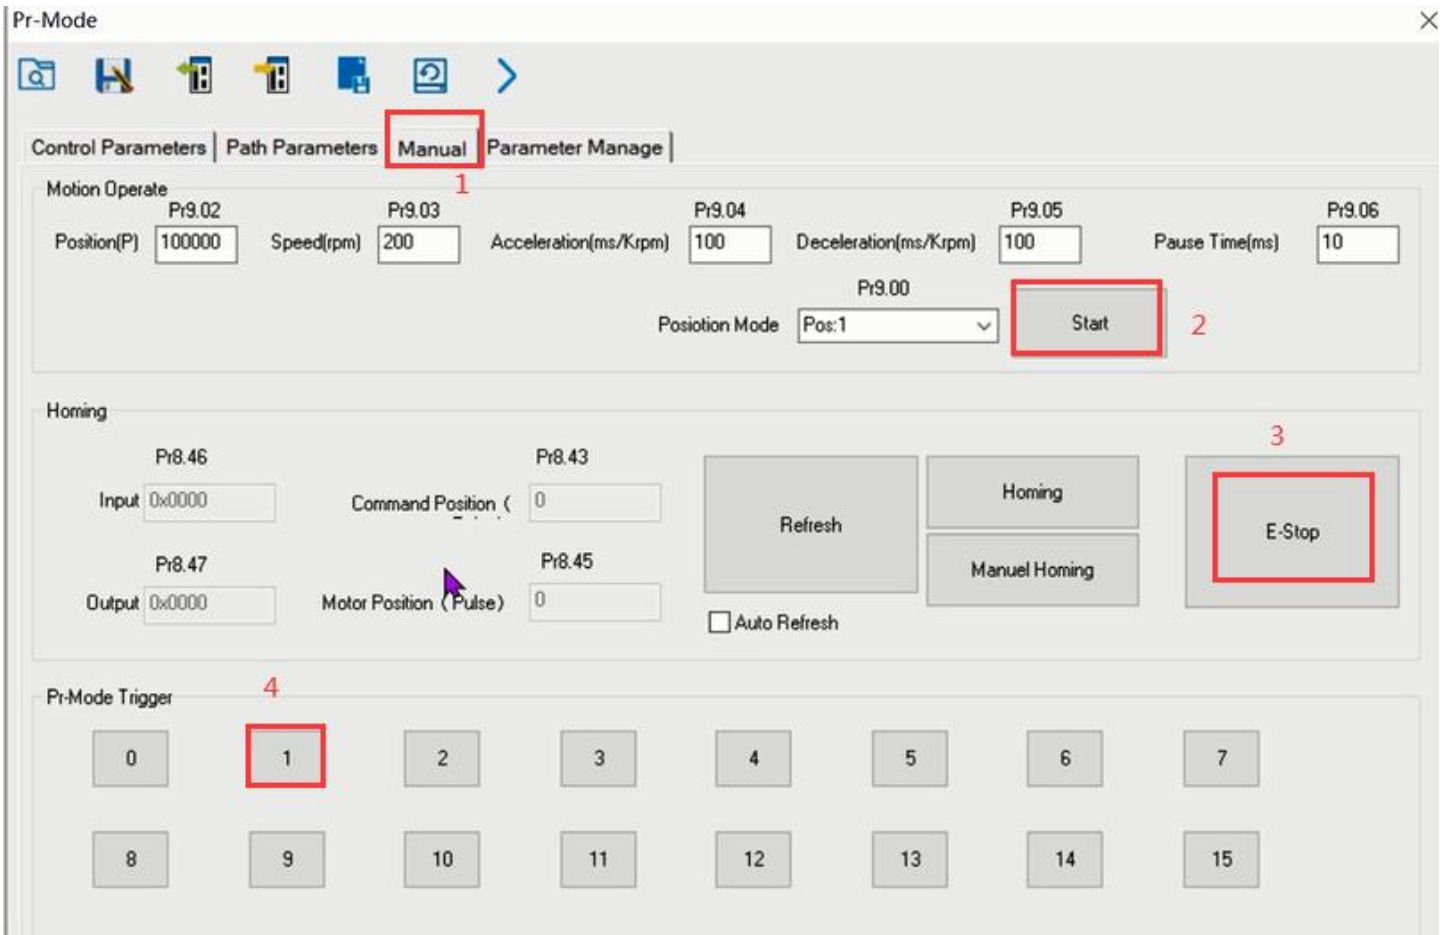 Pr-Mode
Control Parameters Path Parameters Manual Parameter Manage
1
Motion Operate
Pr9.02 Pr9.03 Pr9.04 Pr9.05 Pr9.06
Position(P) 100000 Speed(rpm) 200 Acceleration(ms/Krpm) 100 Deceleration(ms/Krpm) 100 Pause Time(ms) 10
Pr9.00
Posiotion Mode Pos:1 Start 2
Homing
3
Pr8.46 Pr8.43
Input 0x0000 Command Position ( 0
Refresh Homing E-Stop
Pr8.47 Pr8.45 Manuel Homing
Output 0x0000 Motor Position (Pulse) 0
Auto Refresh
4
Pr-Mode Trigger
0 1 2 3 4 5 6 7
8 9 10 11 12 13 14 15